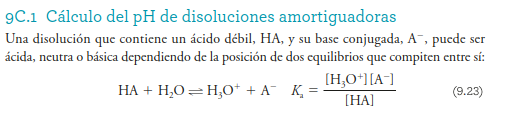 9C.1 Cálculo del pH de disoluciones amortiguadoras
Una disolución que contiene un ácido débil, HA, y su base conjugada, A⁻, puede ser
ácida, neutra o básica dependiendo de la posición de dos equilibrios que compiten entre sí:
HA + H₂O ⇌ H₃O⁺ + A⁻ Kₐ = [H₃O⁺][A⁻] / [HA] (9.23)